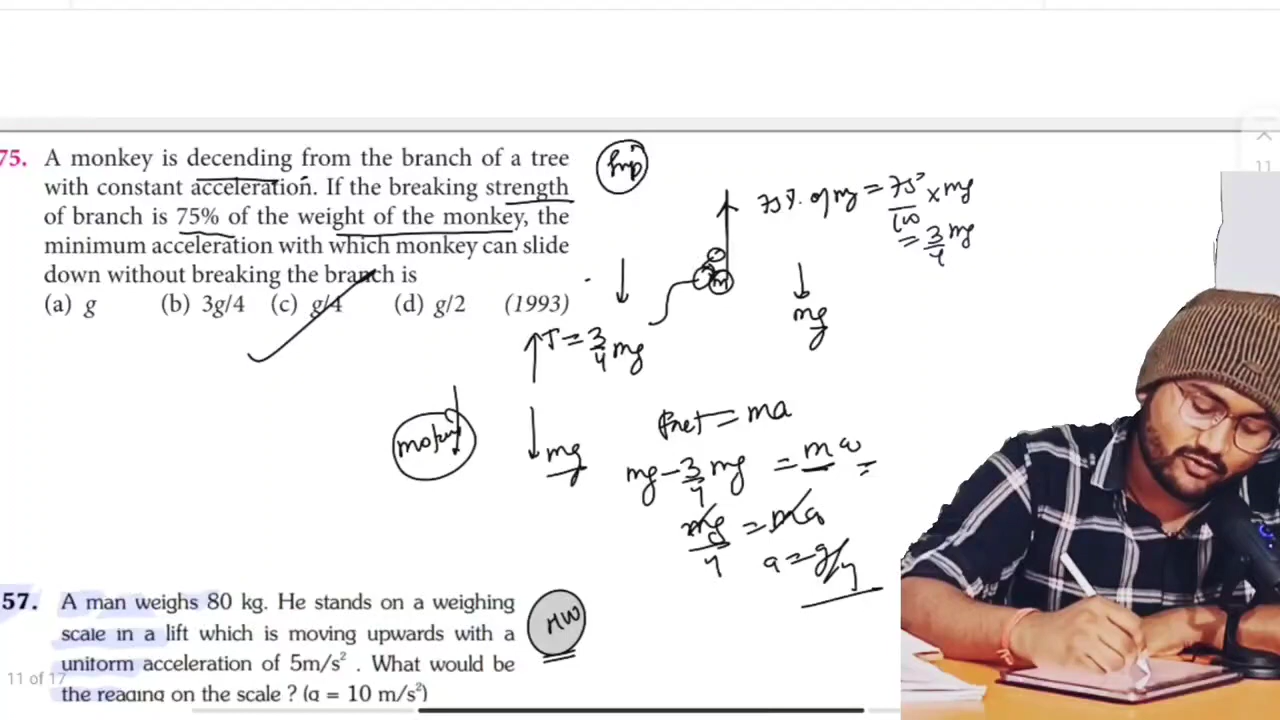 75. A monkey is decending from the branch of a tree
with constant acceleration. If the breaking strength
of branch is 75% of the weight of the monkey, the
minimum acceleration with which monkey can slide
down without breaking the branch is
(a) g (b) 3g/4 (c) g/4 (d) g/2 (1993)
Imp
75% of mg = 75/100 × mg
= 3/4 mg
m
mg
T = 3/4 mg
mg
Fnet = ma
mg - 3/4 mg = ma
mg/4 = ma
a = g/4
57. A man weighs 80 kg. He stands on a weighing
scale in a lift which is moving upwards with a
uniform acceleration of 5m/s². What would be
the reading on the scale ? (g = 10 m/s²)
HW
11 of 17
11